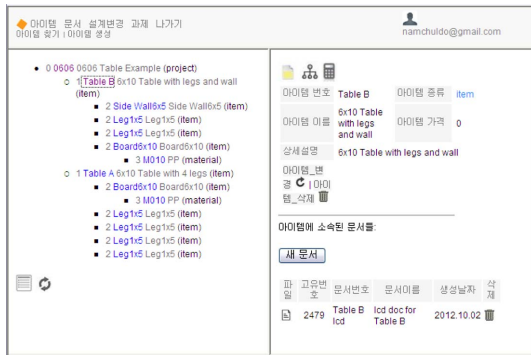 아이템 문서 설계변경 과제 나가기
아이템 찾기 | 아이템 생성
namchuldo@gmail.com
0 0606 0606 Table Example (project)
1 Table B 6x10 Table with legs and wall (item)
2 Side Wall6x5 Side Wall6x5 (item)
2 Leg1x5 Leg1x5 (item)
2 Leg1x5 Leg1x5 (item)
2 Board6x10 Board6x10 (item)
3 M010 PP (material)
1 Table A 6x10 Table with 4 legs (item)
2 Board6x10 Board6x10 (item)
3 M010 PP (material)
2 Leg1x5 Leg1x5 (item)
2 Leg1x5 Leg1x5 (item)
2 Leg1x5 Leg1x5 (item)
2 Leg1x5 Leg1x5 (item)
아이템 번호 Table B 아이템 종류 item
아이템 이름 6x10 Table with legs and wall 아이템 가격 0
상세설명 6x10 Table with legs and wall
아이템_변
경 | 아이
템_삭제
아이템에 소속된 문서들:
새 문서
파일 고유번호 문서번호 문서이름 생성날자 삭제
2479 Table B lcd lcd doc for Table B 2012.10.02